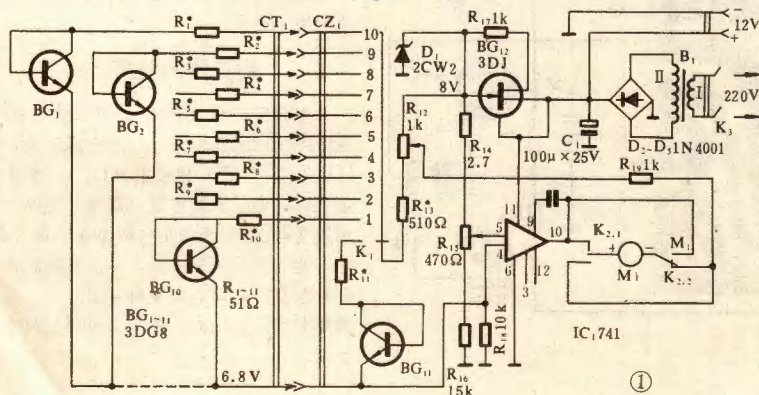 R₁* CT₁ CZ₁
10
R₂* 9
R₃* 8
R₄* 7
R₅* 6
R₆* 5
R₇* 4
R₈* 3
R₉* 2
R₁₀* 1
BG₁
BG₂
BG₁₀
BG₁~₁₁
3DG8
R₁~₁₁
51Ω
6.8V
K₁
R₁₁*
BG₁₁
D₁
2CW2
8V
R₁₂
1k
R₁₃*
510Ω
R₁₇1k
BG₁₂
3DJ
R₁₄
2.7
R₁₅
470Ω
R₁₆
15k
R₁₈10k
C₁
100μ×25V
−
12V
+
B₁
II
I
220V
K₃
D₂-D₅1N4001
R₁₉1k
11
9
5
4
10
6
3
12
K₂.₁
+
M₁
M₁
K₂.₂
IC₁741
①